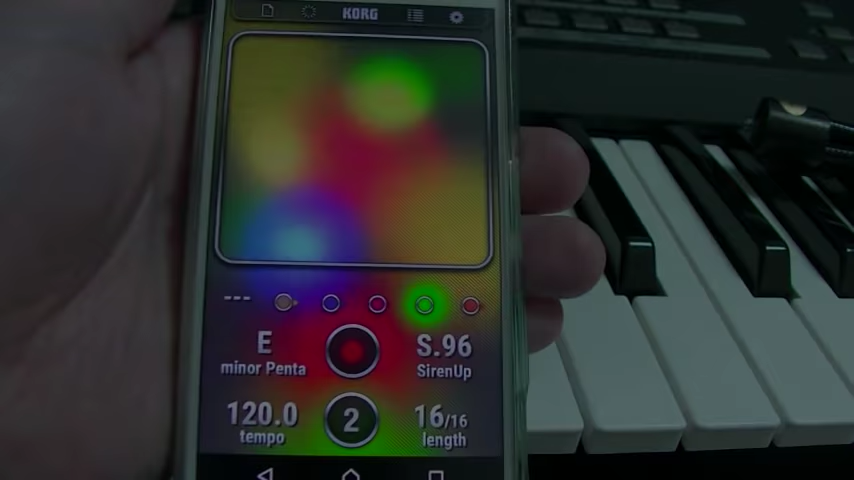 KORG
E
minor Penta
S.96
SirenUp
120.0
tempo
2
16/16
length